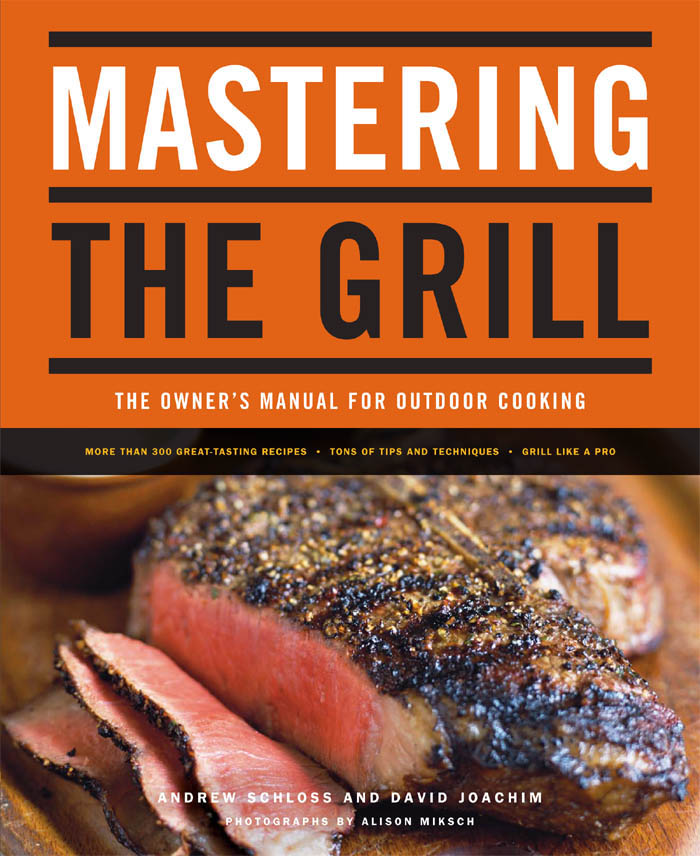 MASTERING
THE GRILL
THE OWNER'S MANUAL FOR OUTDOOR COOKING
MORE THAN 300 GREAT-TASTING RECIPES • TONS OF TIPS AND TECHNIQUES • GRILL LIKE A PRO
ANDREW SCHLOSS AND DAVID JOACHIM
PHOTOGRAPHS BY ALISON MIKSCH